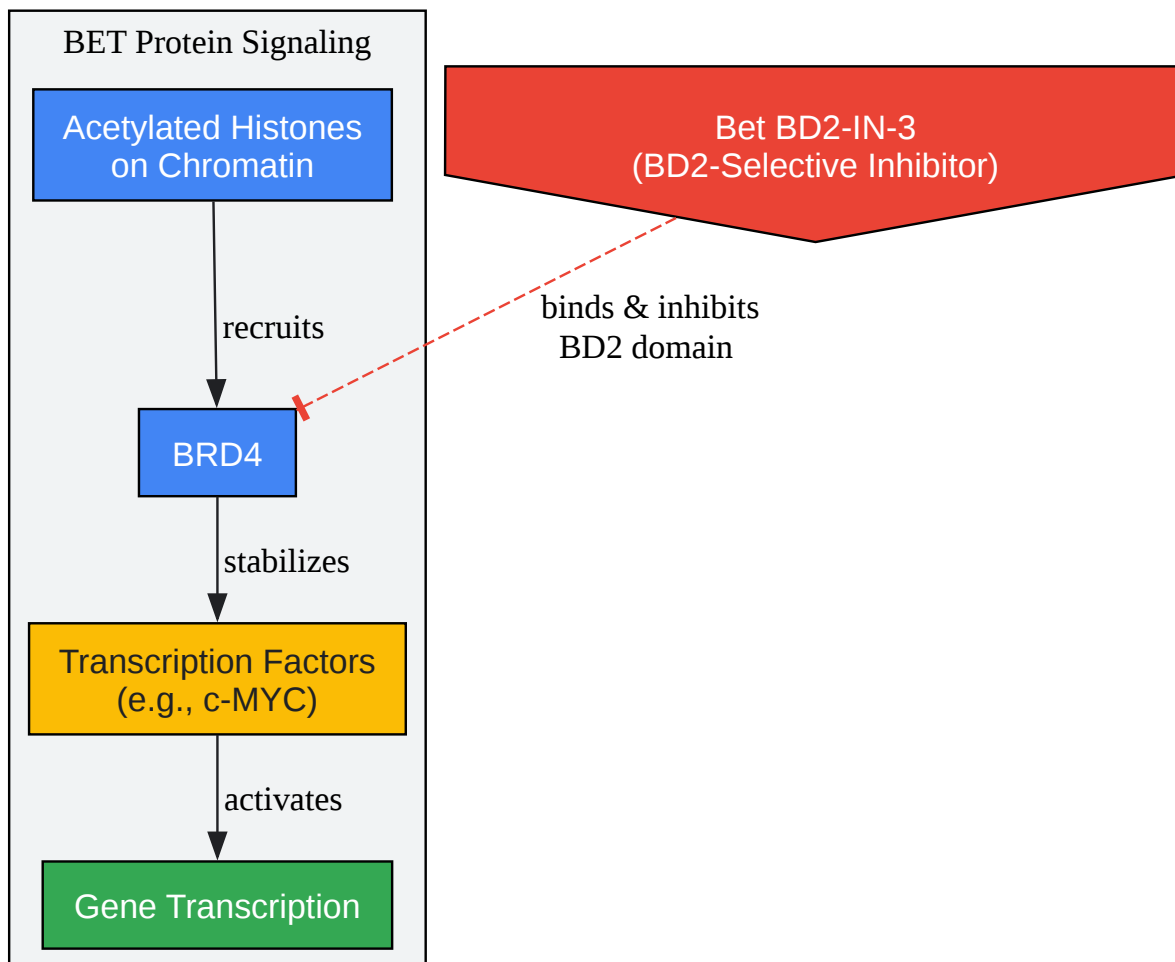 BET Protein Signaling
Acetylated Histones
on Chromatin
Bet BD2-IN-3
(BD2-Selective Inhibitor)
binds & inhibits
BD2 domain
recruits
BRD4
stabilizes
Transcription Factors
(e.g., c-MYC)
activates
Gene Transcription